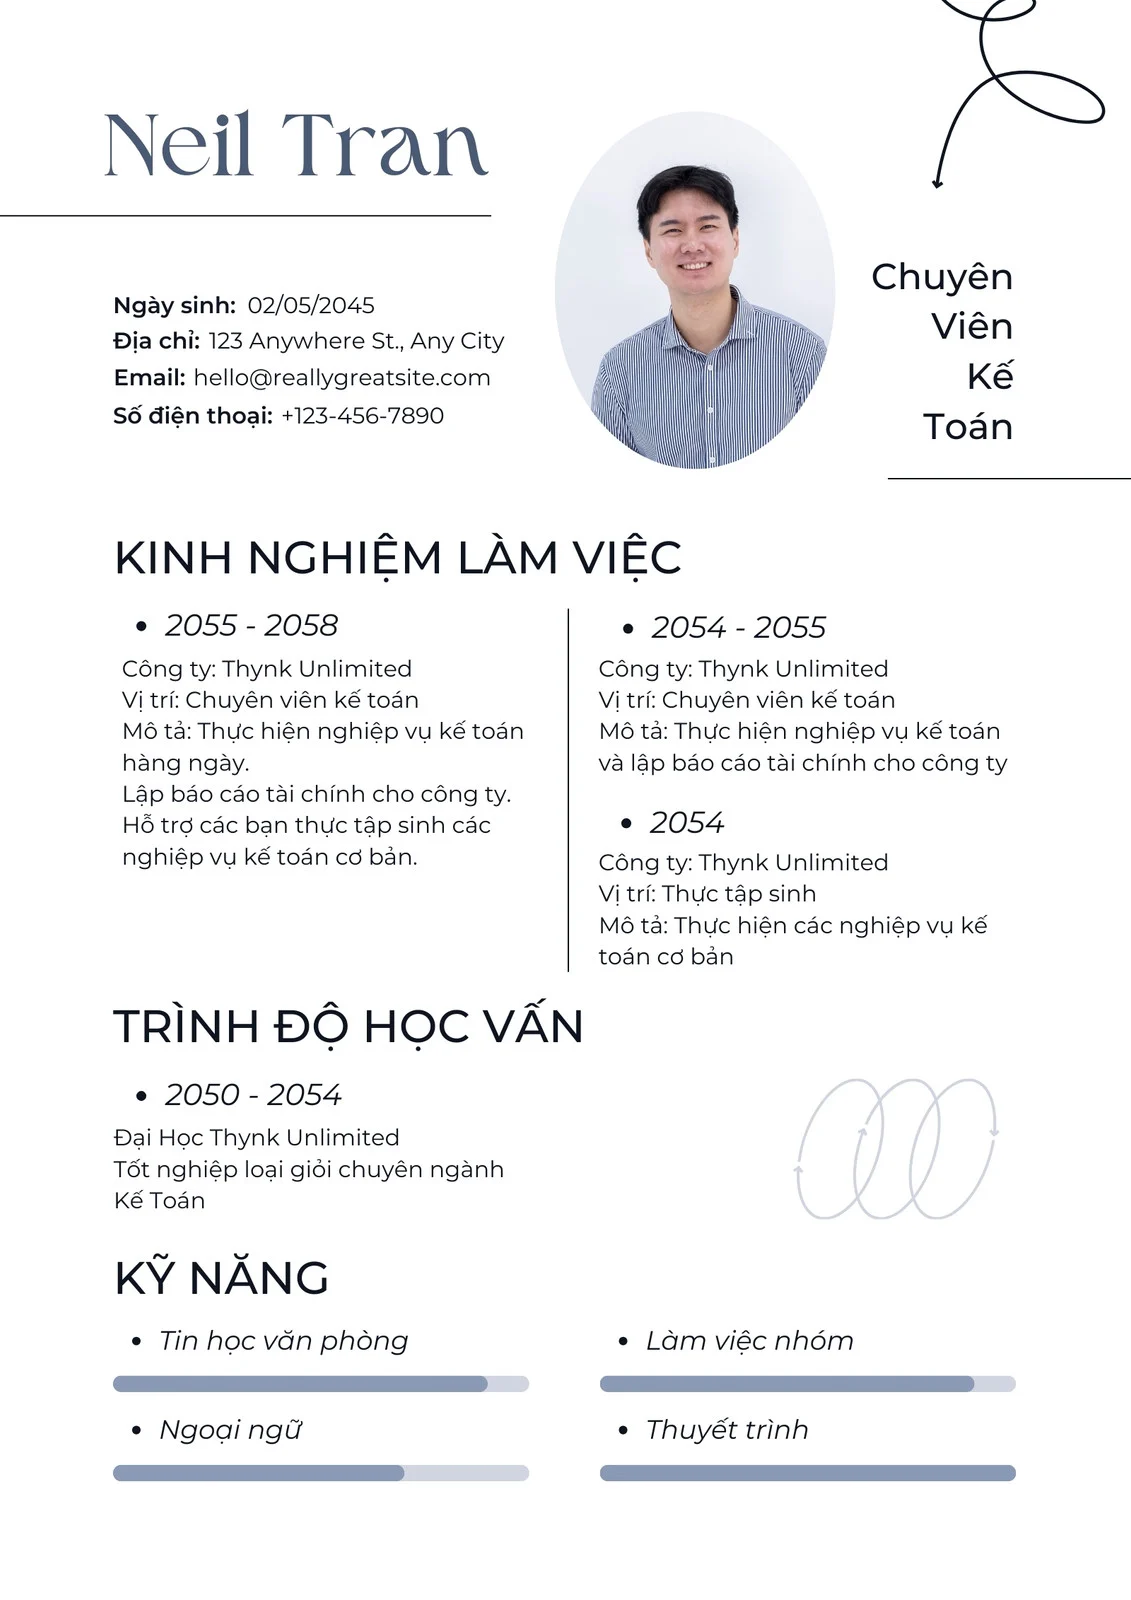 Neil Tran
Ngày sinh: 02/05/2045
Địa chỉ: 123 Anywhere St., Any City
Email: hello@reallygreatsite.com
Số điện thoại: +123-456-7890
Chuyên
Viên
Kế
Toán
KINH NGHIỆM LÀM VIỆC
• 2055 - 2058
Công ty: Thynk Unlimited
Vị trí: Chuyên viên kế toán
Mô tả: Thực hiện nghiệp vụ kế toán
hàng ngày.
Lập báo cáo tài chính cho công ty.
Hỗ trợ các bạn thực tập sinh các
nghiệp vụ kế toán cơ bản.
• 2054 - 2055
Công ty: Thynk Unlimited
Vị trí: Chuyên viên kế toán
Mô tả: Thực hiện nghiệp vụ kế toán
và lập báo cáo tài chính cho công ty
• 2054
Công ty: Thynk Unlimited
Vị trí: Thực tập sinh
Mô tả: Thực hiện các nghiệp vụ kế
toán cơ bản
TRÌNH ĐỘ HỌC VẤN
• 2050 - 2054
Đại Học Thynk Unlimited
Tốt nghiệp loại giỏi chuyên ngành
Kế Toán
KỸ NĂNG
• Tin học văn phòng
• Làm việc nhóm
• Ngoại ngữ
• Thuyết trình